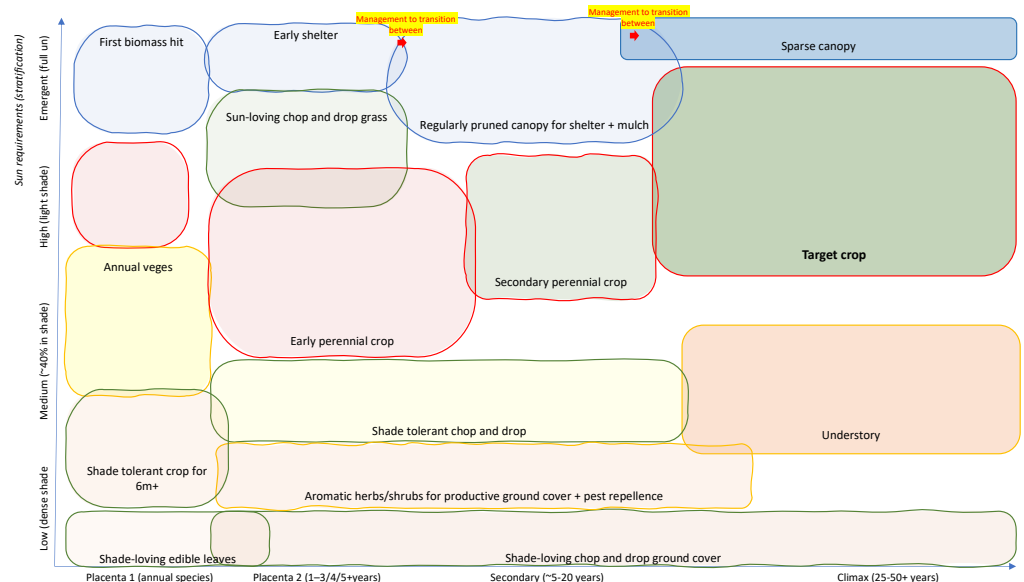 Management to transition
between
Management to transition
between
First biomass hit
Early shelter
Sparse canopy
Sun-loving chop and drop grass
Regularly pruned canopy for shelter + mulch
Annual veges
Target crop
Secondary perennial crop
Early perennial crop
Shade tolerant chop and drop
Understory
Shade tolerant crop for
6m+
Aromatic herbs/shrubs for productive ground cover + pest repellence
Shade-loving edible leaves
Shade-loving chop and drop ground cover
Sun requirements (stratification)
Emergent (full un)
High (light shade)
Medium (~40% in shade)
Low (dense shade
Placenta 1 (annual species)
Placenta 2 (1–3/4/5+years)
Secondary (~5-20 years)
Climax (25-50+ years)